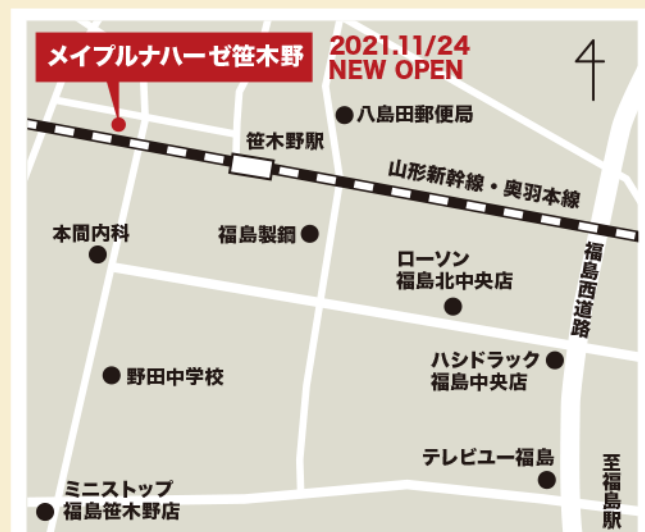 メイプルナハーゼ笹木野
2021.11/24
NEW OPEN
八島田郵便局
笹木野駅
山形新幹線・奥羽本線
本間内科
福島製鋼
ローソン
福島北中央店
福島西道路
ハシドラック
福島中央店
野田中学校
テレビユー福島
至福島駅
ミニストップ
福島笹木野店